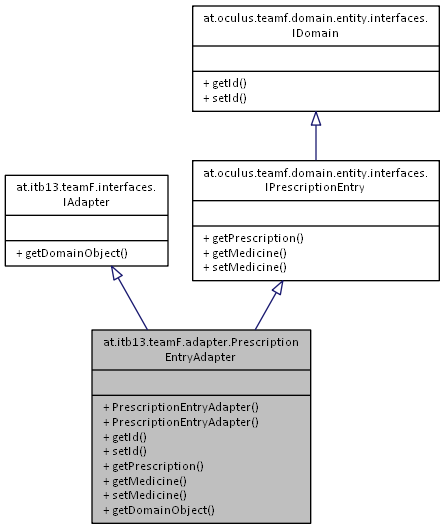 at.oculus.teamf.domain.entity.interfaces.
IDomain
+ getId()
+ setId()
at.itb13.teamF.interfaces.
IAdapter
+ getDomainObject()
at.oculus.teamf.domain.entity.interfaces.
IPrescriptionEntry
+ getPrescription()
+ getMedicine()
+ setMedicine()
at.itb13.teamF.adapter.Prescription
EntryAdapter
+ PrescriptionEntryAdapter()
+ PrescriptionEntryAdapter()
+ getId()
+ setId()
+ getPrescription()
+ getMedicine()
+ setMedicine()
+ getDomainObject()